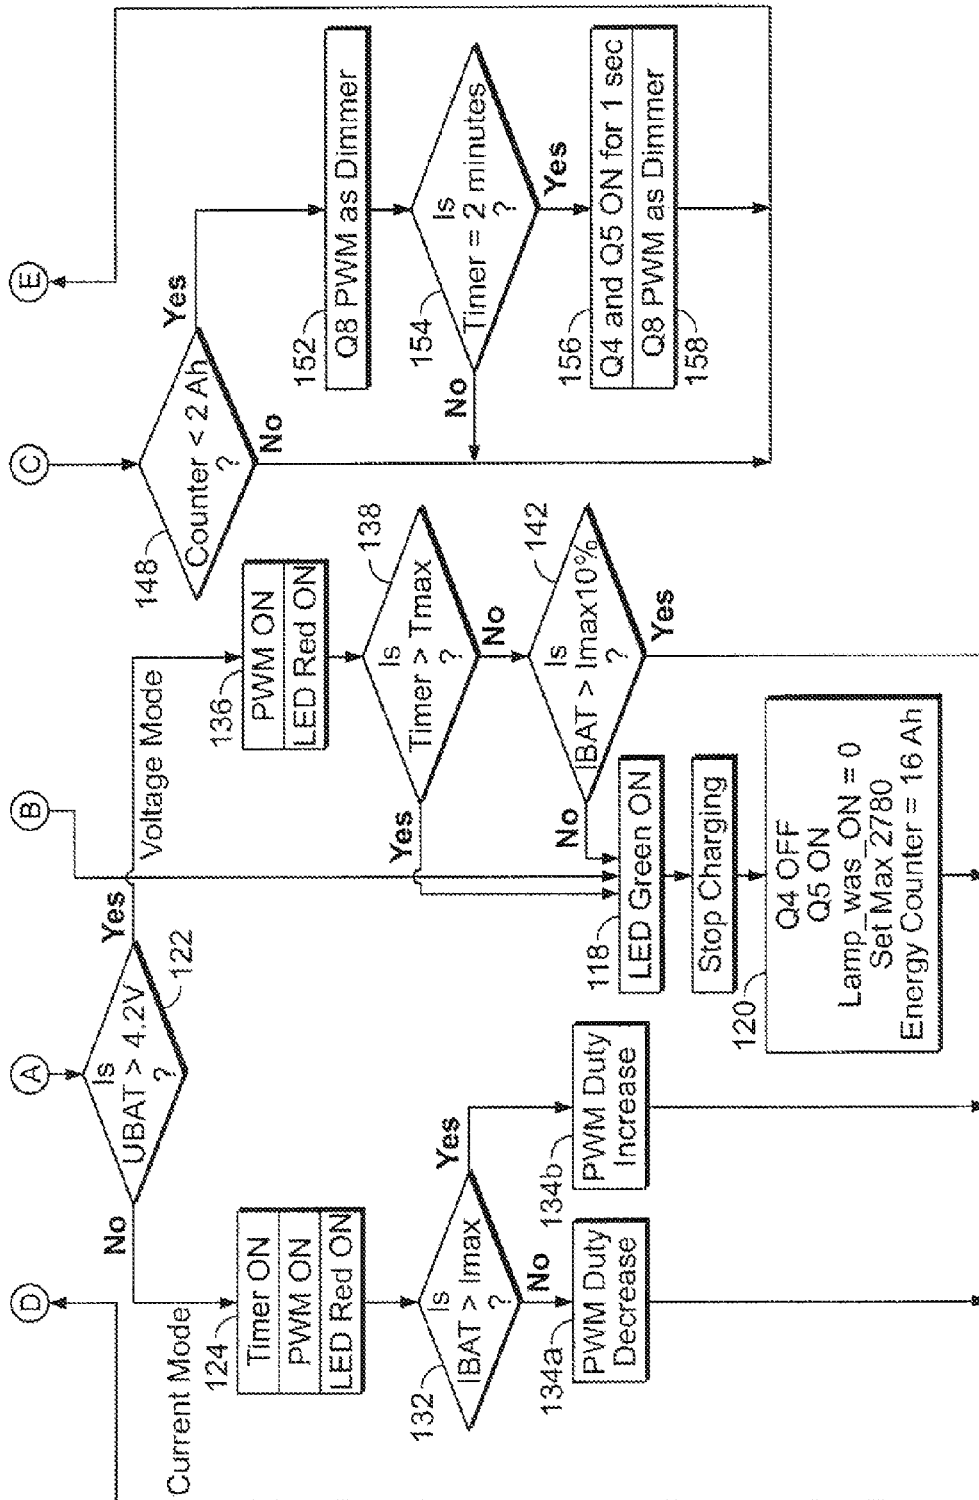 D
A
B
C
E
Is
UBAT > 4.2V
?
122
No
Yes
Current Mode
Voltage Mode
124
Timer ON
PWM ON
LED Red ON
132
Is
IBAT > Imax
?
Yes
No
134a
PWM Duty
Decrease
134b
PWM Duty
Increase
136
PWM ON
LED Red ON
138
Is
Timer > Tmax
?
Yes
No
142
Is
IBAT > Imax10%
?
No
Yes
118
LED Green ON
Stop Charging
120
Q4 OFF
Q5 ON
Lamp_was_ON = 0
Set Max 2780
Energy Counter = 16 Ah
148
Counter < 2 Ah
?
Yes
No
152
Q8 PWM as Dimmer
154
Is
Timer = 2 minutes
?
No
Yes
156
Q4 and Q5 ON for 1 sec
Q8 PWM as Dimmer
158